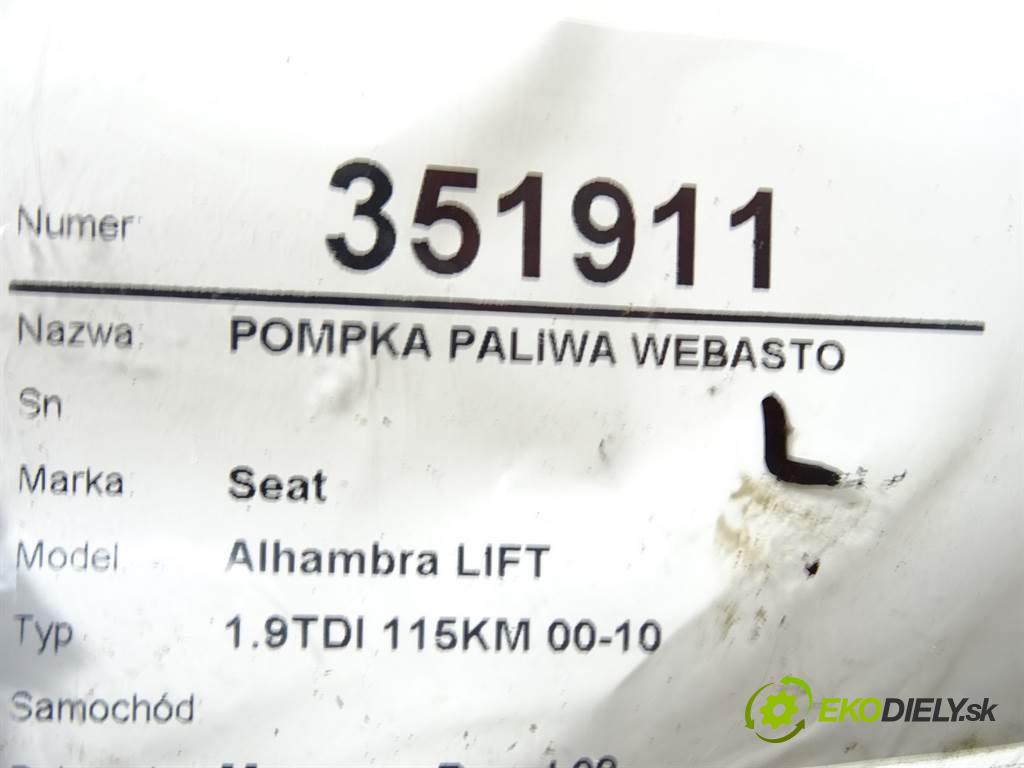 Numer: 351911
Nazwa: POMPKA PALIWA WEBASTO
Sn
L
Marka: Seat
Model: Alhambra LIFT
Typ 1.9TDI 115KM 00-10
Samochód
EKODIELY.sk